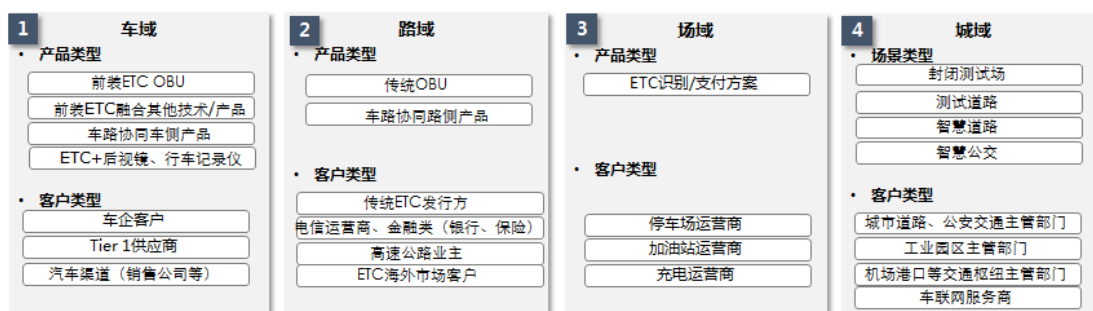 1
车域
• 产品类型
前装ETC OBU
前装ETC融合其他技术/产品
车路协同车侧产品
ETC+后视镜、行车记录仪
• 客户类型
车企客户
Tier 1供应商
汽车渠道（销售公司等）
2
路域
• 产品类型
传统OBU
车路协同路侧产品
• 客户类型
传统ETC发行方
电信运营商、金融类（银行、保险）
高速公路业主
ETC海外市场客户
3
场域
• 产品类型
ETC识别/支付方案
• 客户类型
停车场运营商
加油站运营商
充电运营商
4
城域
• 场景类型
封闭测试场
测试道路
智慧道路
智慧公交
• 客户类型
城市道路、公安交通主管部门
工业园区主管部门
机场港口等交通枢纽主管部门
车联网服务商